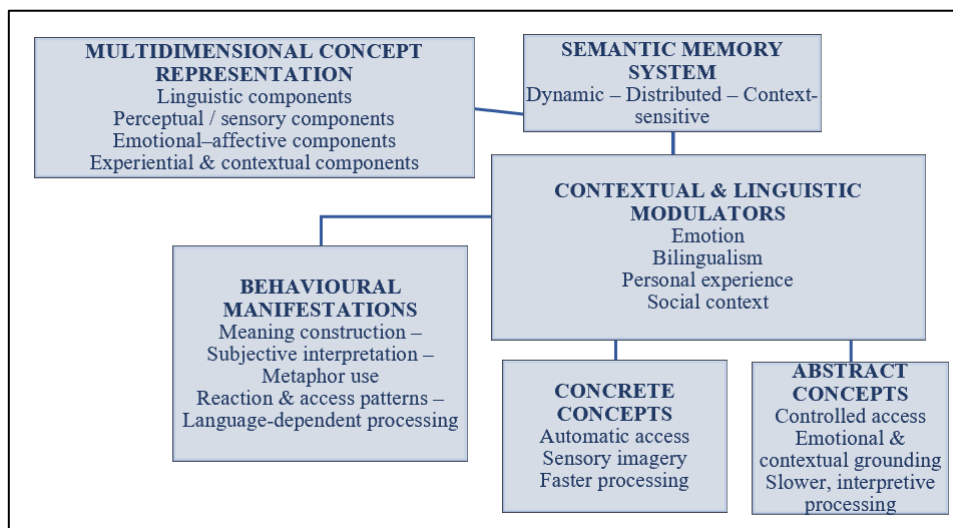 MULTIDIMENSIONAL CONCEPT
REPRESENTATION
Linguistic components
Perceptual / sensory components
Emotional–affective components
Experiential & contextual components
SEMANTIC MEMORY
SYSTEM
Dynamic – Distributed – Context-
sensitive
CONTEXTUAL & LINGUISTIC
MODULATORS
Emotion
Bilingualism
Personal experience
Social context
BEHAVIOURAL
MANIFESTATIONS
Meaning construction –
Subjective interpretation –
Metaphor use
Reaction & access patterns –
Language-dependent processing
CONCRETE
CONCEPTS
Automatic access
Sensory imagery
Faster processing
ABSTRACT
CONCEPTS
Controlled access
Emotional &
contextual grounding
Slower, interpretive
processing